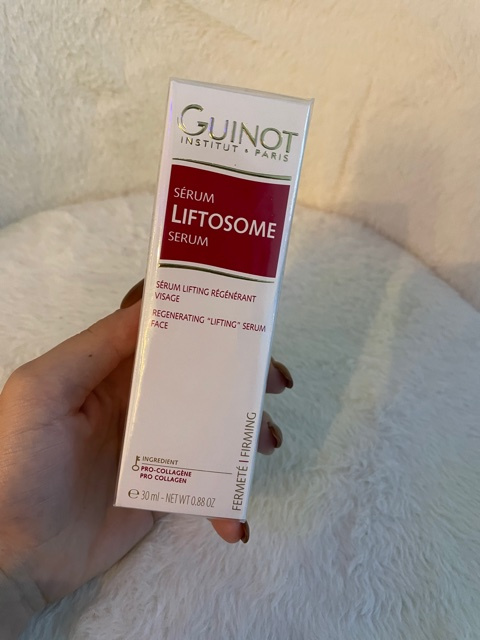 GUINOT
INSTITUT • PARIS
SÉRUM
LIFTOSOME
SERUM
SÉRUM LIFTING RÉGÉNÉRANT
VISAGE
REGENERATING "LIFTING" SERUM
FACE
INGREDIENT
PRO-COLLAGÈNE
PRO COLLAGEN
℮ 30 ml - NET WT 0.88 OZ
FERMETÉ | FIRMING